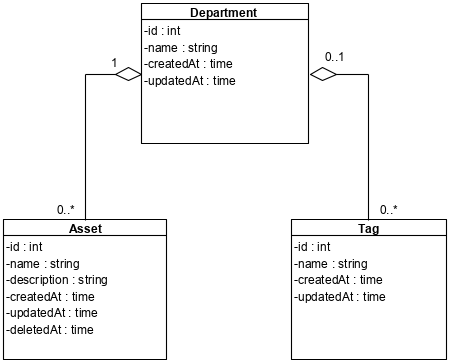 Department
-id : int
-name : string
-createdAt : time
-updatedAt : time
1
0..1
0..*
0..*
Asset
-id : int
-name : string
-description : string
-createdAt : time
-updatedAt : time
-deletedAt : time
Tag
-id : int
-name : string
-createdAt : time
-updatedAt : time